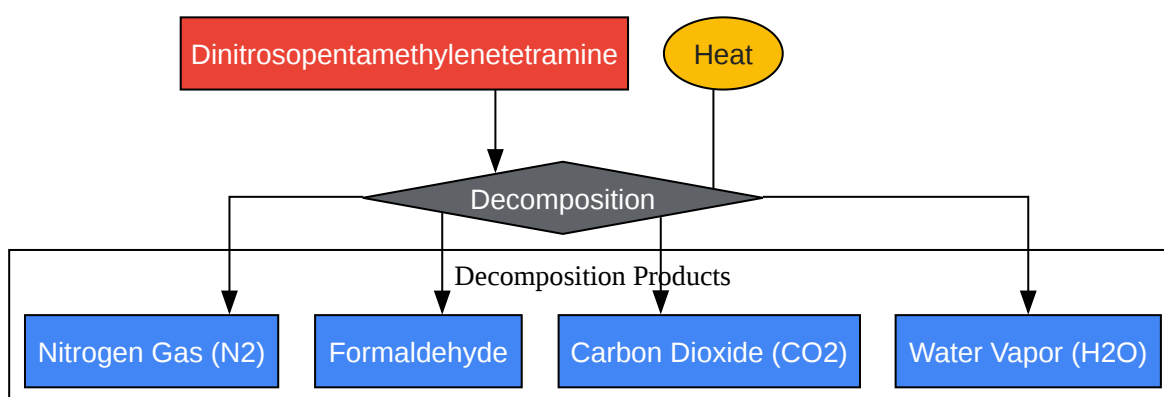 Dinitrosopentamethylenetetramine
Heat
Decomposition
Decomposition Products
Nitrogen Gas (N2)
Formaldehyde
Carbon Dioxide (CO2)
Water Vapor (H2O)